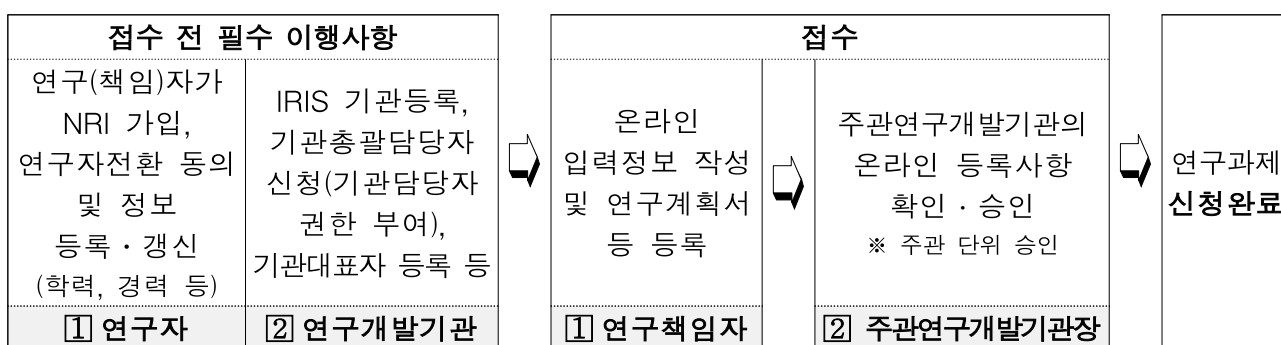 접수 전 필수 이행사항
연구(책임)자가
NRI 가입,
연구자전환 동의
및 정보
등록·갱신
(학력, 경력 등)
1 연구자
IRIS 기관등록,
기관총괄담당자
신청(기관담당자
권한 부여),
기관대표자 등록 등
2 연구개발기관
접수
온라인
입력정보 작성
및 연구계획서
등 등록
1 연구책임자
주관연구개발기관의
온라인 등록사항
확인·승인
※ 주관 단위 승인
2 주관연구개발기관장
연구과제
신청완료